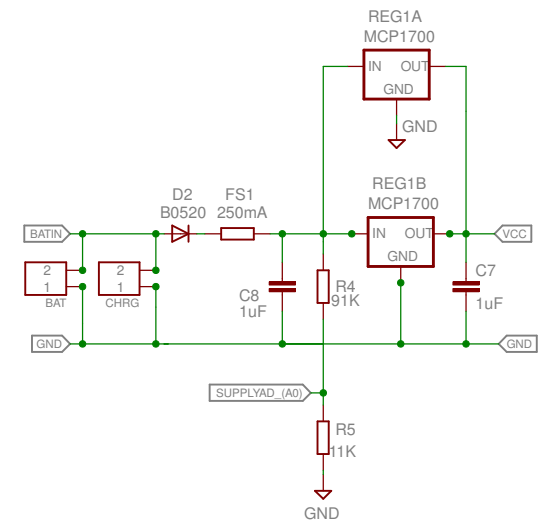 REG1A
MCP1700
IN
OUT
GND
GND
D2
B0520
FS1
250mA
REG1B
MCP1700
BATIN
IN
OUT
VCC
GND
2
1
BAT
2
1
CHRG
C8
1uF
R4
91K
C7
1uF
GND
GND
SUPPLYAD_(A0)
R5
11K
GND